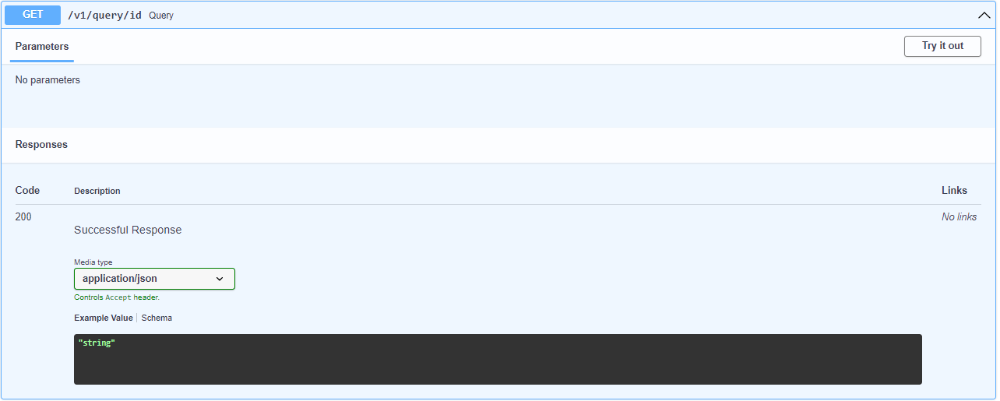 GET /v1/query/id Query
Parameters Try it out
No parameters
Responses
Code Description Links
200 No links
Successful Response
Media type
application/json
Controls Accept header.
Example Value Schema
"string"